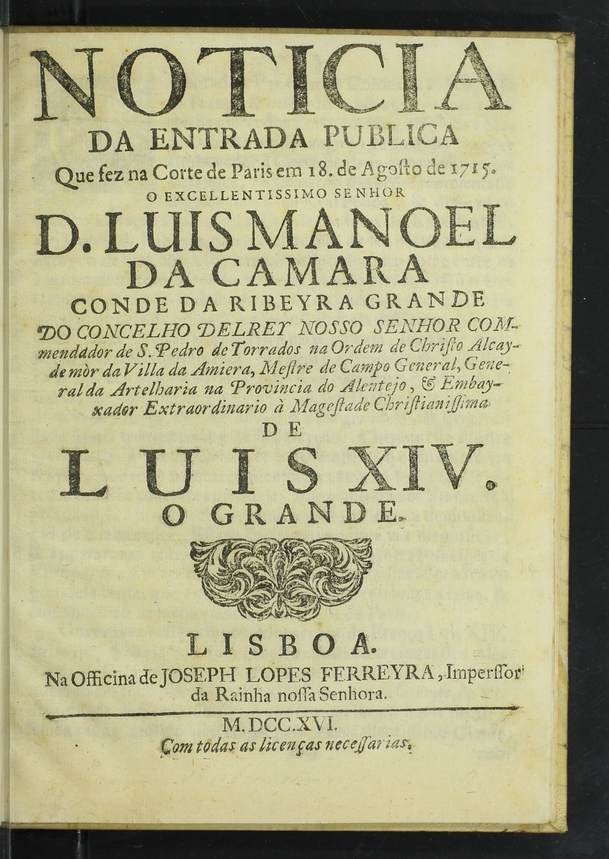 NOTICIA
DA ENTRADA PUBLICA
Que fez na Corte de Paris em 18. de Agoſto de 1715.
O EXCELLENTISSIMO SENHOR
D. LUIS MANOEL
DA CAMARA
CONDE DA RIBEYRA GRANDE
DO CONCELHO DELREY NOSSO SENHOR COM-
mendador de S. Pedro de Torrados na Ordem de Chriſto Alcay-
de mòr da Villa da Amiera, Meſtre de Campo General, Gene-
ral da Artelharia na Provincia do Alentejo, & Embay-
xador Extraordinario à Mageſtade Chriſtianiſſima
DE
LUIS XIV.
O GRANDE.
LISBOA.
Na Officina de JOSEPH LOPES FERREYRA, Imperſſor
da Rainha noſſa Senhora.
M.DCC.XVI.
Com todas as licenças neceſſarias.